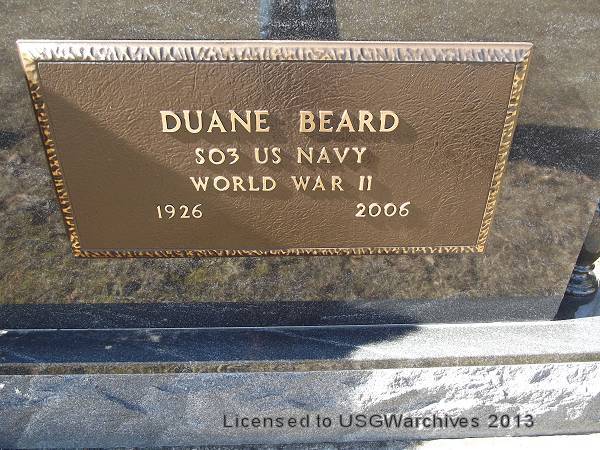 DUANE BEARD
SO3 US NAVY
WORLD WAR II
1926 2006
Licensed to USGWarchives 2013